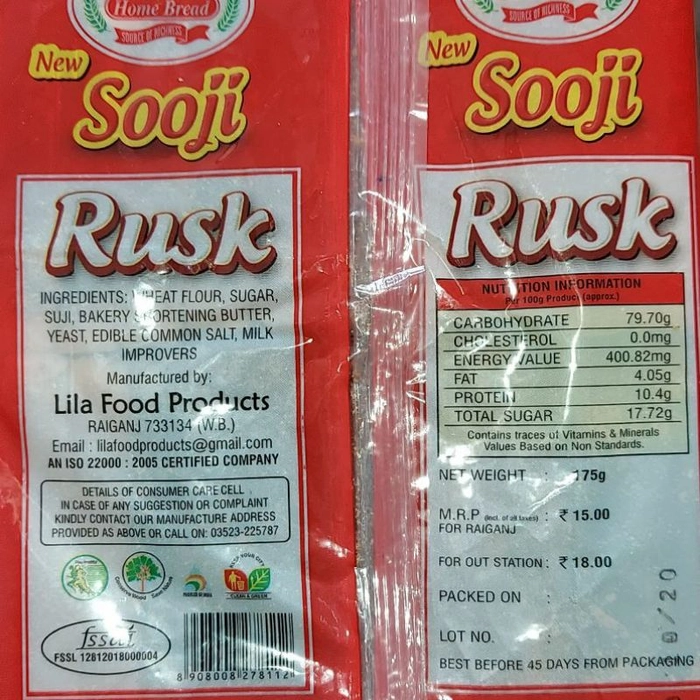 Home Bread
SOURCE OF RICHNESS
New
Sooji
Rusk
INGREDIENTS: WHEAT FLOUR, SUGAR,
SUJI, BAKERY SHORTENING BUTTER,
YEAST, EDIBLE COMMON SALT, MILK
IMPROVERS
Manufactured by:
Lila Food Products
RAIGANJ 733134 (W.B.)
Email : lilafoodproducts@gmail.com
AN ISO 22000 : 2005 CERTIFIED COMPANY
DETAILS OF CONSUMER CARE CELL
IN CASE OF ANY SUGGESTION OR COMPLAINT
KINDLY CONTACT OUR MANUFACTURE ADDRESS
PROVIDED AS ABOVE OR CALL ON: 03523-225787
KEEP YOUR CITY
CLEAN & GREEN
fssai
FSSL 12812018000004
8 908008 278112
SOURCE OF RICHNESS
New
Sooji
Rusk
NUTRITION INFORMATION
Per 100g Product (approx.)
CARBOHYDRATE 79.70g
CHOLESTEROL 0.0mg
ENERGY VALUE 400.82mg
FAT 4.05g
PROTEIN 10.4g
TOTAL SUGAR 17.72g
Contains traces of Vitamins & Minerals
Values Based on Non Standards.
NET WEIGHT : 175g
M.R.P (Incl. of all taxes) : ₹ 15.00
FOR RAIGANJ
FOR OUT STATION : ₹ 18.00
PACKED ON :
LOT NO. :
BEST BEFORE 45 DAYS FROM PACKAGING